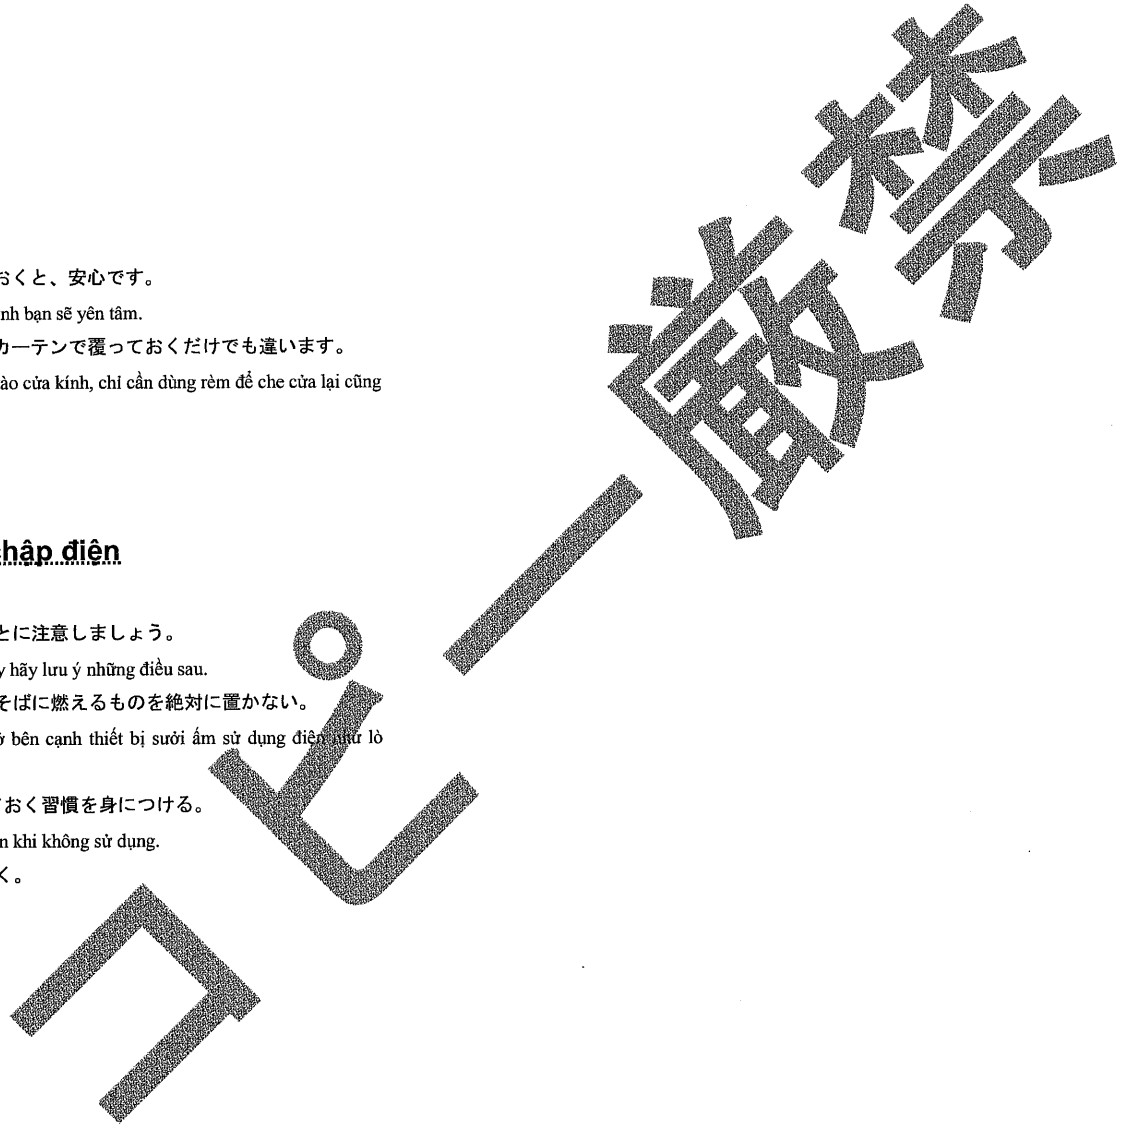 おくと、安心です。
nh bạn sẽ yên tâm.
カーテンで覆っておくだけでも違います。
ào cửa kính, chỉ cần dùng rèm để che cửa lại cũng
hập điện
とに注意しましょう。
y hãy lưu ý những điều sau.
そばに燃えるものを絶対に置かない。
ở bên cạnh thiết bị sưởi ấm sử dụng điện như lò
おく習慣を身につける。
n khi không sử dụng.
く。
コピー厳禁